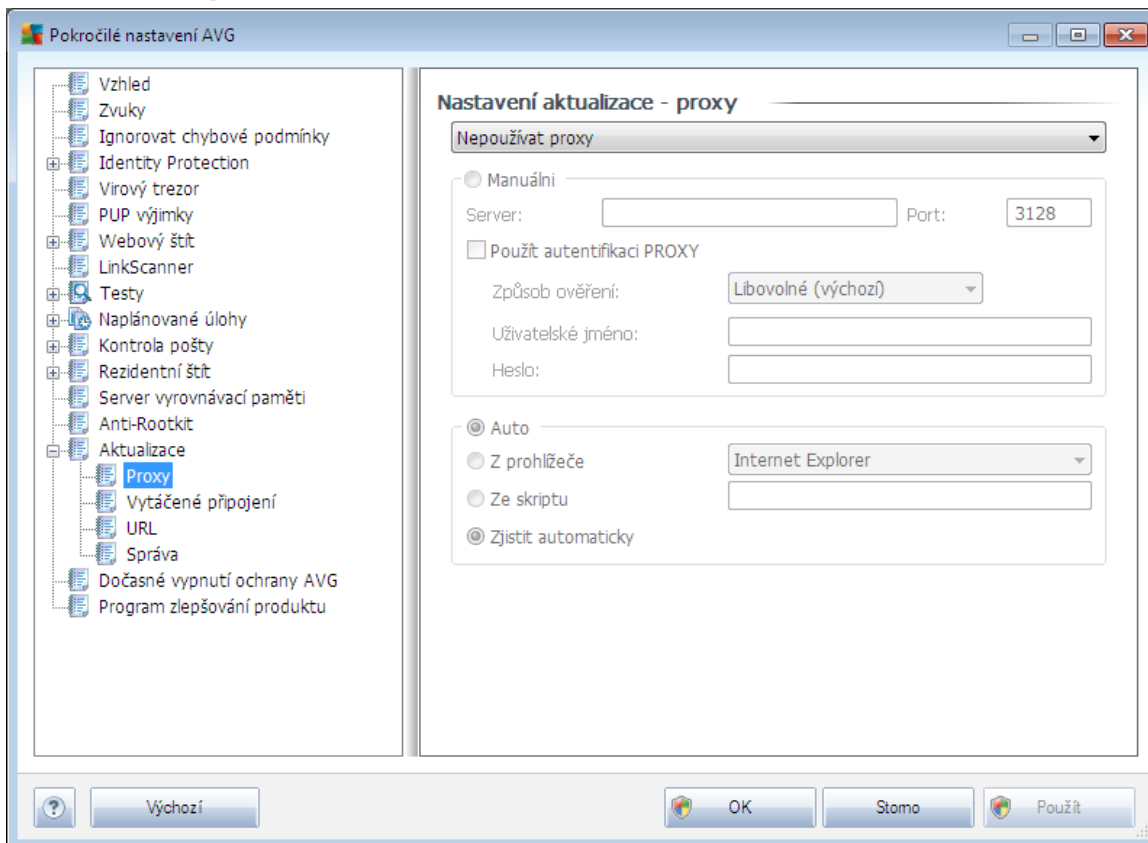 Pokročilé nastavení AVG
Vzhled
Zvuky
Ignorovat chybové podmínky
Identity Protection
Virový trezor
PUP výjimky
Webový štít
LinkScanner
Testy
Naplánované úlohy
Kontrola pošty
Rezidentní štít
Server vyrovnávací paměti
Anti-Rootkit
Aktualizace
Proxy
Vytáčené připojení
URL
Správa
Dočasné vypnutí ochrany AVG
Program zlepšování produktu
Nastavení aktualizace - proxy
Nepoužívat proxy
Manuálni
Server: Port: 3128
Použít autentifikaci PROXY
Způsob ověření: Libovolné (výchozí)
Uživatelské jméno:
Heslo:
Auto
Z prohlížeče Internet Explorer
Ze skriptu
Zjistit automaticky
? Výchozí OK Stomo Použít